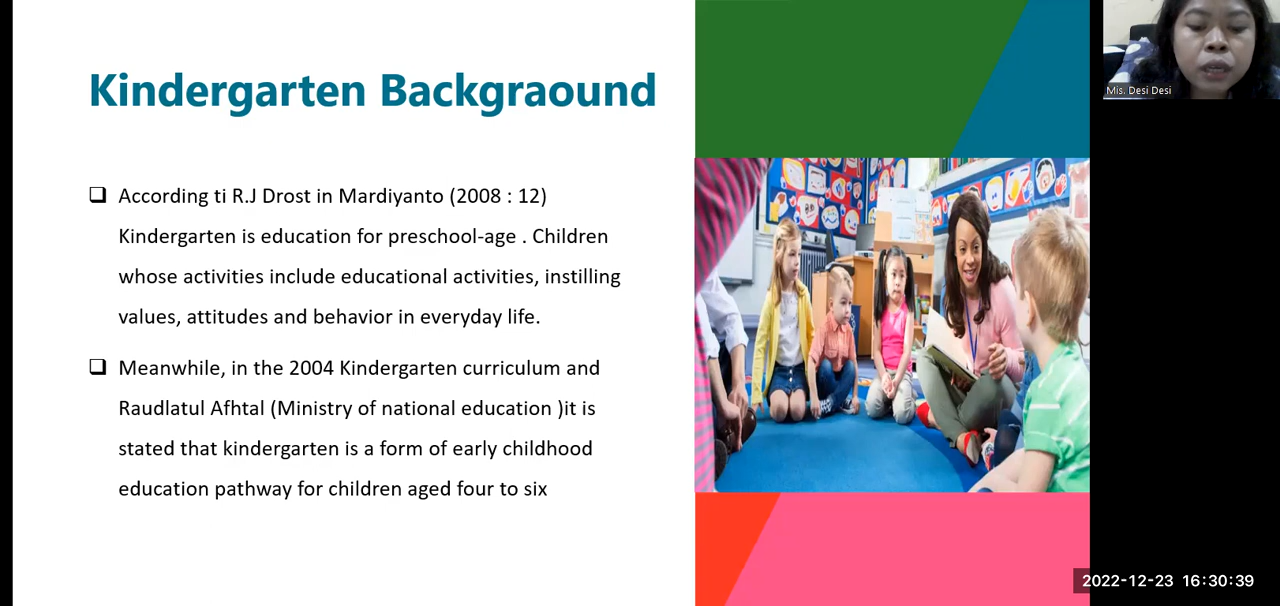 Kindergarten Backgraound
According ti R.J Drost in Mardiyanto (2008 : 12)
Kindergarten is education for preschool-age . Children
whose activities include educational activities, instilling
values, attitudes and behavior in everyday life.
Meanwhile, in the 2004 Kindergarten curriculum and
Raudlatul Afhtal (Ministry of national education )it is
stated that kindergarten is a form of early childhood
education pathway for children aged four to six
Mis. Desi Desi
2022-12-23 16:30:39